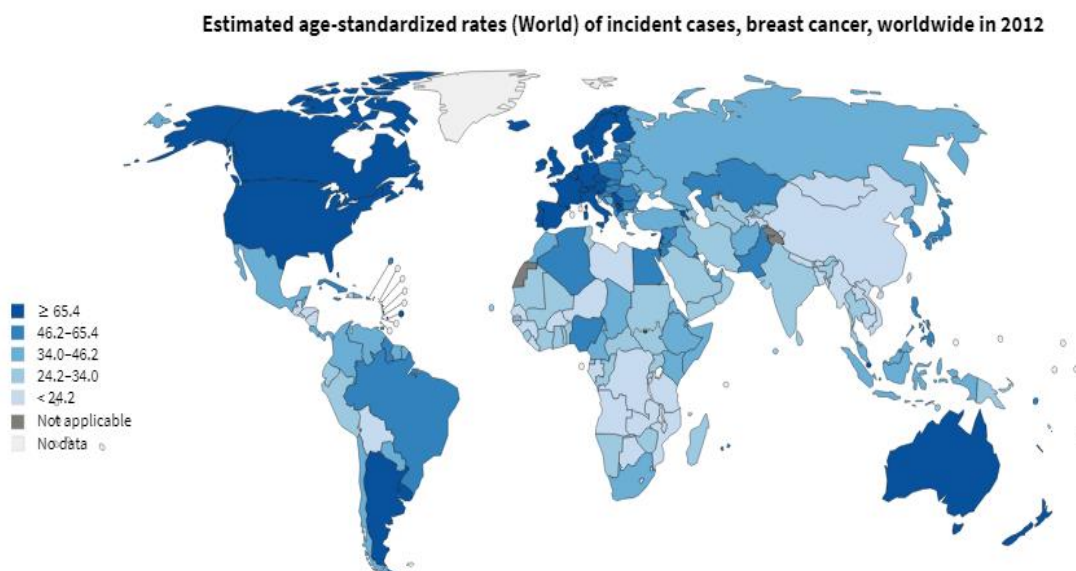 Estimated age-standardized rates (World) of incident cases, breast cancer, worldwide in 2012
≥ 65.4
46.2–65.4
34.0–46.2
24.2–34.0
< 24.2
Not applicable
No data